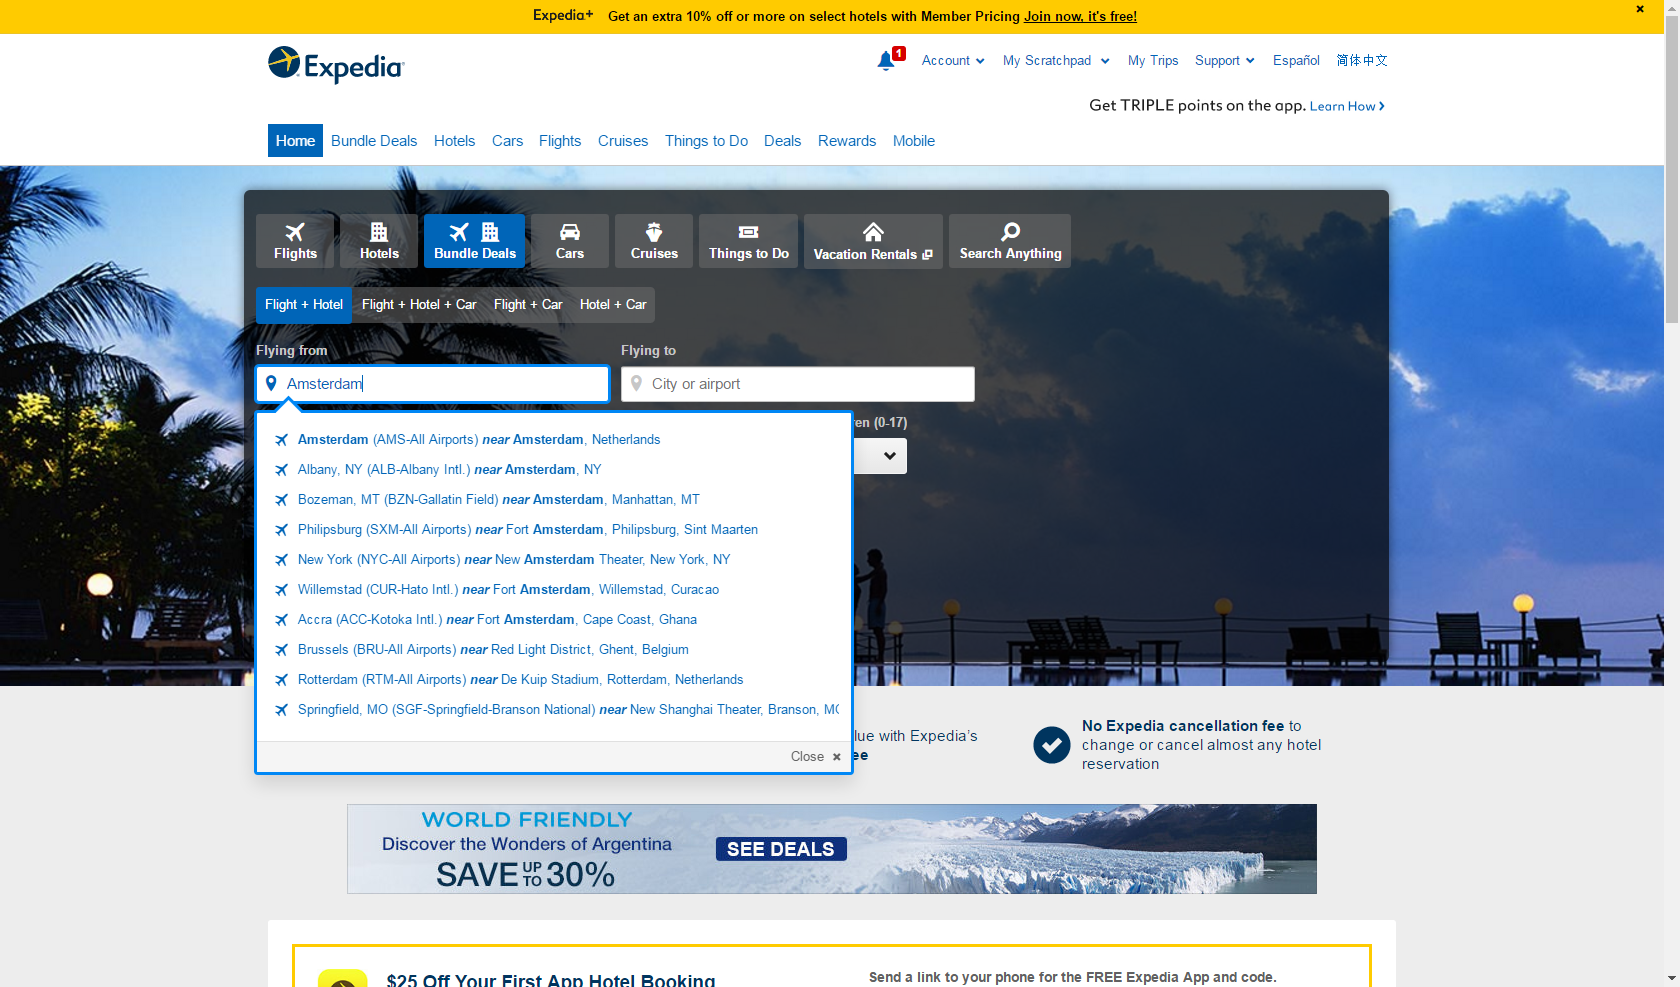 Expedia+ Get an extra 10% off or more on select hotels with Member Pricing Join now, it's free!
Expedia
1
Account My Scratchpad My Trips Support Español 简体中文
Get TRIPLE points on the app. Learn How
Home Bundle Deals Hotels Cars Flights Cruises Things to Do Deals Rewards Mobile
Flights Hotels Bundle Deals Cars Cruises Things to Do Vacation Rentals Search Anything
Flight + Hotel Flight + Hotel + Car Flight + Car Hotel + Car
Flying from Flying to
Amsterdam City or airport
ren (0-17)
Amsterdam (AMS-All Airports) near Amsterdam, Netherlands
Albany, NY (ALB-Albany Intl.) near Amsterdam, NY
Bozeman, MT (BZN-Gallatin Field) near Amsterdam, Manhattan, MT
Philipsburg (SXM-All Airports) near Fort Amsterdam, Philipsburg, Sint Maarten
New York (NYC-All Airports) near New Amsterdam Theater, New York, NY
Willemstad (CUR-Hato Intl.) near Fort Amsterdam, Willemstad, Curacao
Accra (ACC-Kotoka Intl.) near Fort Amsterdam, Cape Coast, Ghana
Brussels (BRU-All Airports) near Red Light District, Ghent, Belgium
Rotterdam (RTM-All Airports) near De Kuip Stadium, Rotterdam, Netherlands
Springfield, MO (SGF-Springfield-Branson National) near New Shanghai Theater, Branson, MO
Close
lue with Expedia's
ee
No Expedia cancellation fee to
change or cancel almost any hotel
reservation
WORLD FRIENDLY
Discover the Wonders of Argentina
SAVE UP TO 30%
SEE DEALS
$25 Off Your First App Hotel Booking
Send a link to your phone for the FREE Expedia App and code.